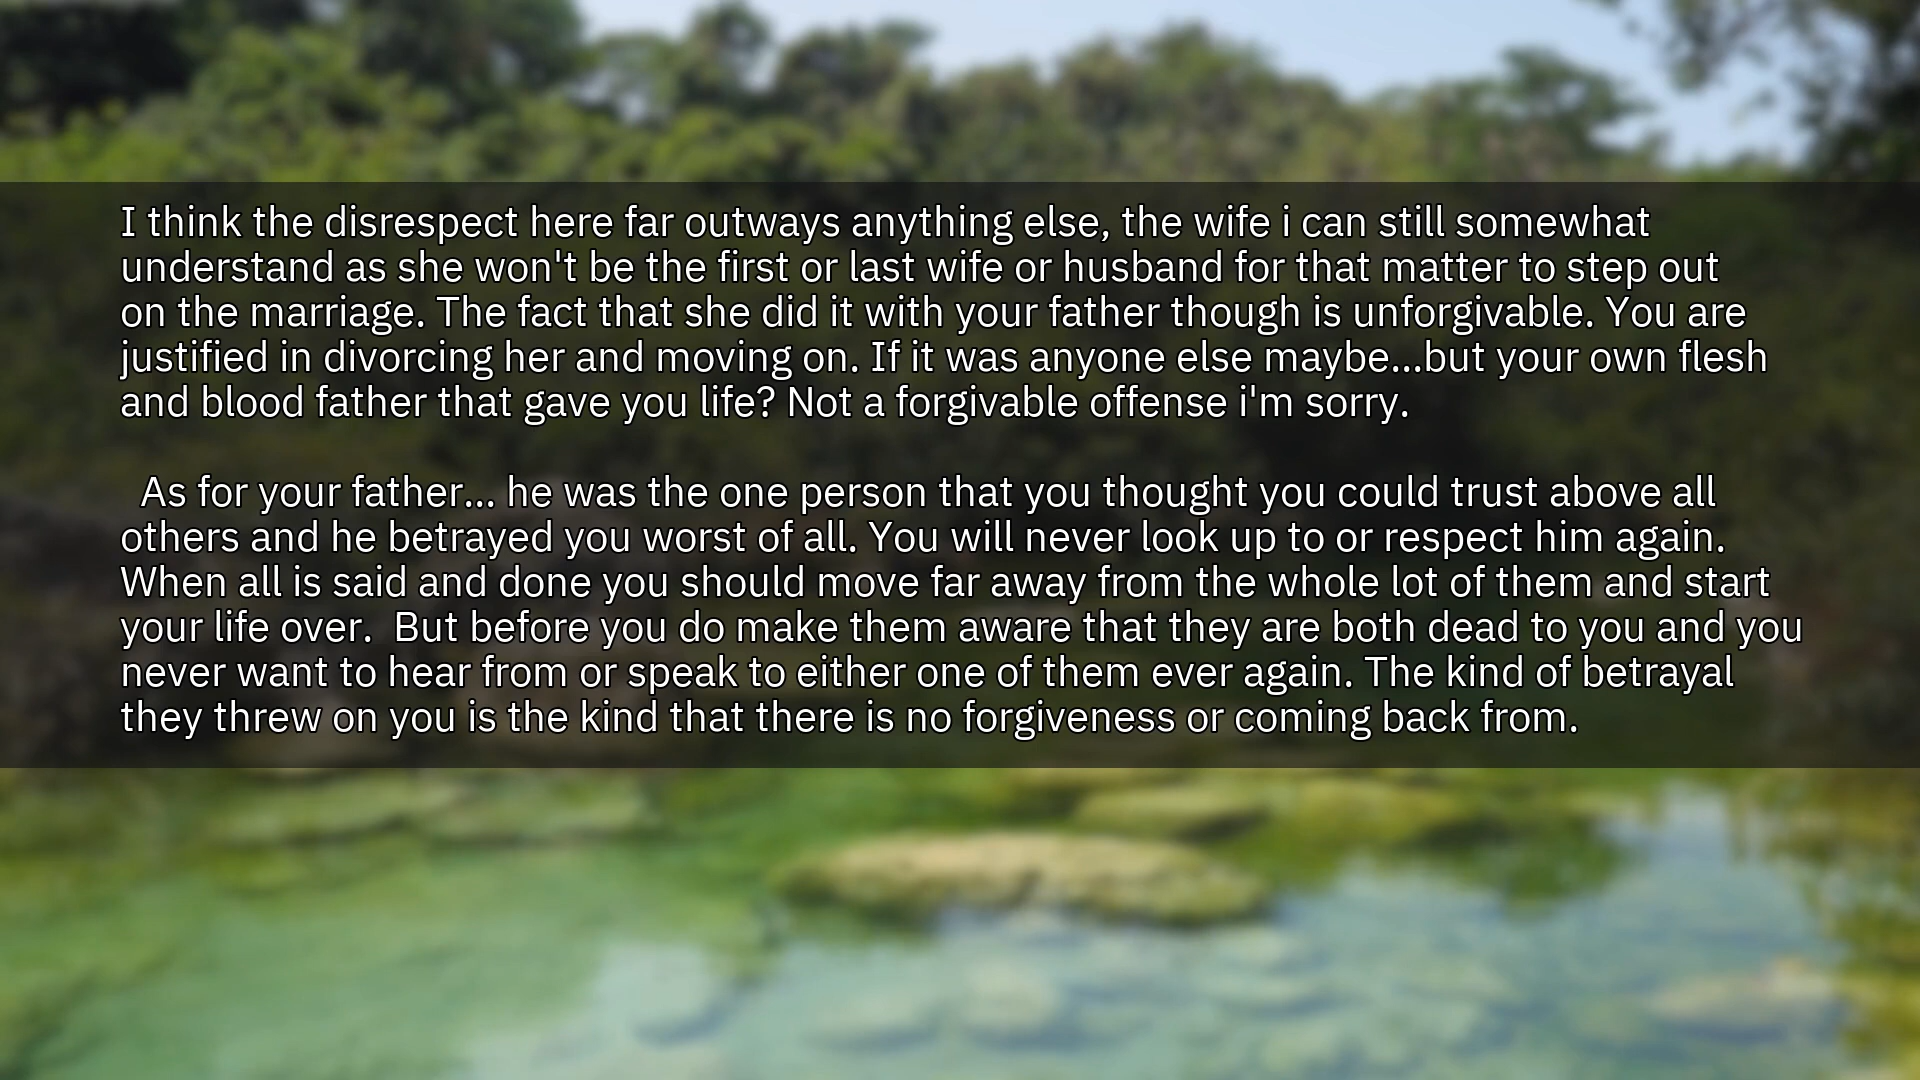 I think the disrespect here far outways anything else, the wife i can still somewhat
understand as she won't be the first or last wife or husband for that matter to step out
on the marriage. The fact that she did it with your father though is unforgivable. You are
justified in divorcing her and moving on. If it was anyone else maybe...but your own flesh
and blood father that gave you life? Not a forgivable offense i'm sorry.
As for your father... he was the one person that you thought you could trust above all
others and he betrayed you worst of all. You will never look up to or respect him again.
When all is said and done you should move far away from the whole lot of them and start
your life over.  But before you do make them aware that they are both dead to you and you
never want to hear from or speak to either one of them ever again. The kind of betrayal
they threw on you is the kind that there is no forgiveness or coming back from.